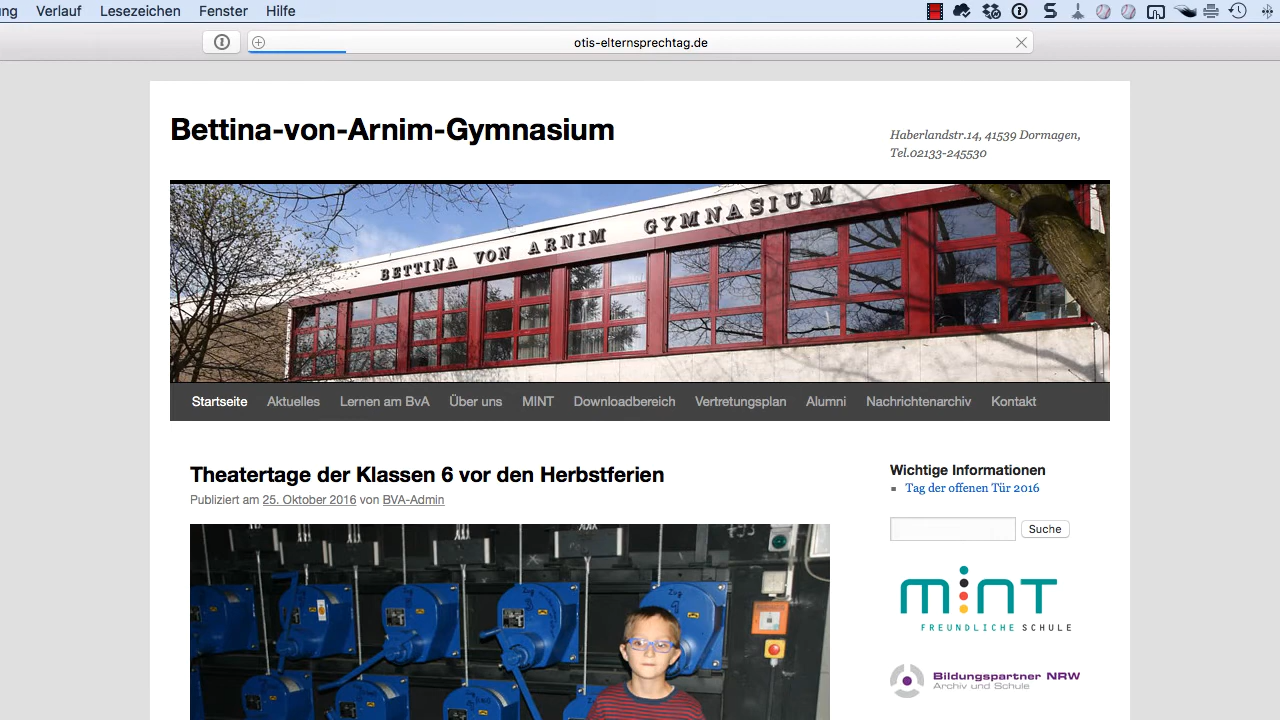 ung Verlauf Lesezeichen Fenster Hilfe
otis-elternsprechtag.de
Bettina-von-Arnim-Gymnasium
Haberlandstr.14, 41539 Dormagen,
Tel.02133-245530
BETTINA VON ARNIM GYMNASIUM
Startseite Aktuelles Lernen am BvA Über uns MINT Downloadbereich Vertretungsplan Alumni Nachrichtenarchiv Kontakt
Theatertage der Klassen 6 vor den Herbstferien
Publiziert am 25. Oktober 2016 von BVA-Admin
Wichtige Informationen
Tag der offenen Tür 2016
Suche
MINT
FREUNDLICHE SCHULE
Bildungspartner NRW
Archiv und Schule